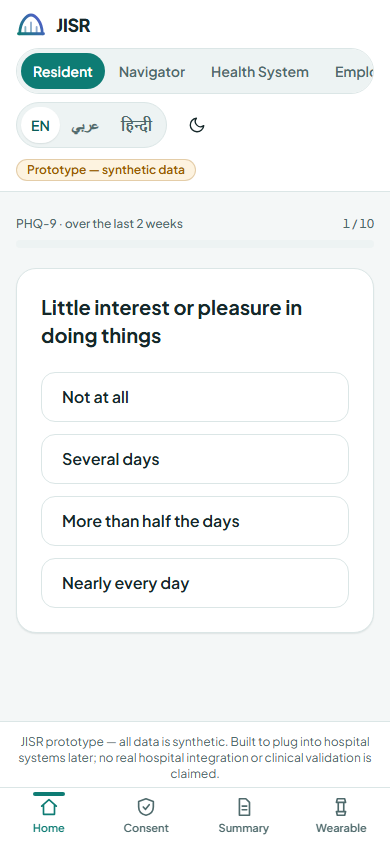 JISR
Resident Navigator Health System Emplo
EN عربي हिन्दी
Prototype — synthetic data
PHQ-9 · over the last 2 weeks 1 / 10
Little interest or pleasure in
doing things
Not at all
Several days
More than half the days
Nearly every day
JISR prototype — all data is synthetic. Built to plug into hospital
systems later; no real hospital integration or clinical validation is
claimed.
Home Consent Summary Wearable